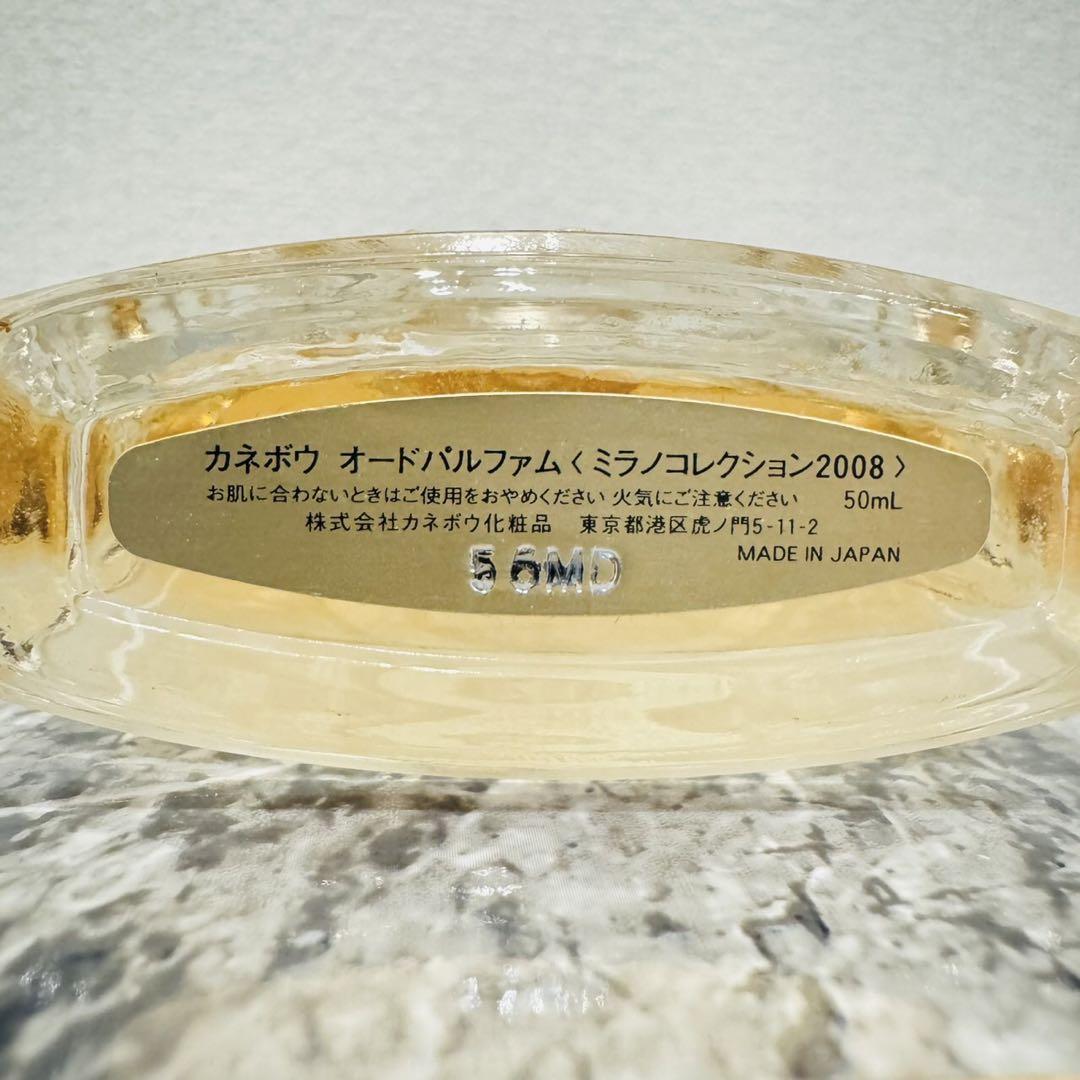 カネボウ オードパルファム〈ミラノコレクション2008〉
お肌に合わないときはご使用をおやめください 火気にご注意ください 50mL
株式会社カネボウ化粧品 東京都港区虎ノ門5-11-2
MADE IN JAPAN
56MD